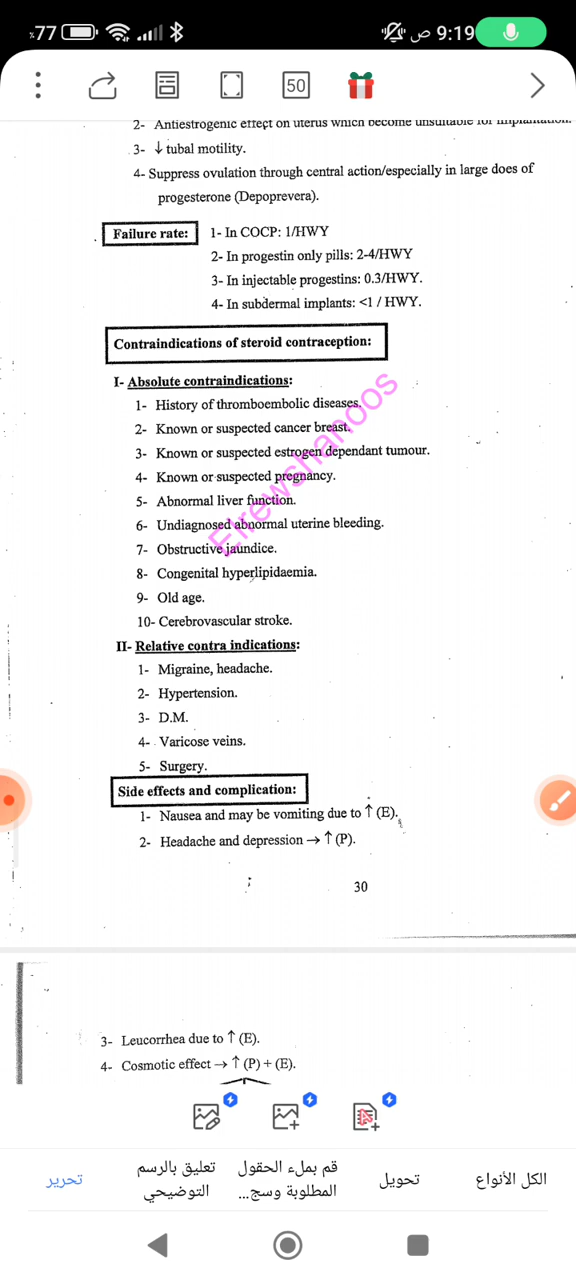 %77
9:19 ص
50
2- Antiestrogenic effect on uterus which become unsuitable for implantation.
3- ↓ tubal motility.
4- Suppress ovulation through central action/especially in large does of
progesterone (Depoprevera).
Failure rate: 1- In COCP: 1/HWY
2- In progestin only pills: 2-4/HWY
3- In injectable progestins: 0.3/HWY.
4- In subdermal implants: <1 / HWY.
Contraindications of steroid contraception:
I- Absolute contraindications:
1- History of thromboembolic diseases.
2- Known or suspected cancer breast.
3- Known or suspected estrogen dependant tumour.
4- Known or suspected pregnancy.
5- Abnormal liver function.
6- Undiagnosed abnormal uterine bleeding.
7- Obstructive jaundice.
8- Congenital hyperlipidaemia.
9- Old age.
10- Cerebrovascular stroke.
Elrewshanoos
II- Relative contra indications:
1- Migraine, headache.
2- Hypertension.
3- D.M.
4- Varicose veins.
5- Surgery.
Side effects and complication:
1- Nausea and may be vomiting due to ↑ (E).
2- Headache and depression → ↑ (P).
30
3- Leucorrhea due to ↑ (E).
4- Cosmotic effect → ↑ (P) + (E).
الكل الأنواع
تحويل
قم بملء الحقول
المطلوبة وسج...
تعليق بالرسم
التوضيحي
تحرير